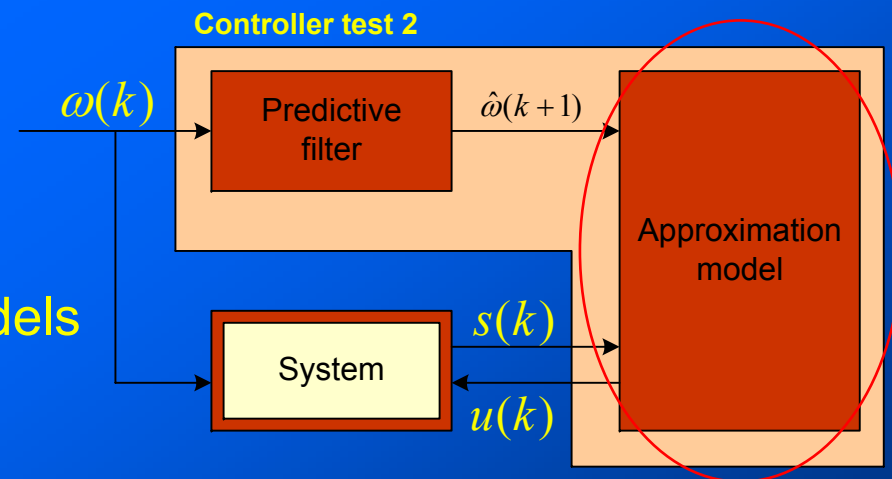 Controller test 2
ω(k)
Predictive
filter
ω̂(k + 1)
Approximation
model
dels
System
s(k)
u(k)